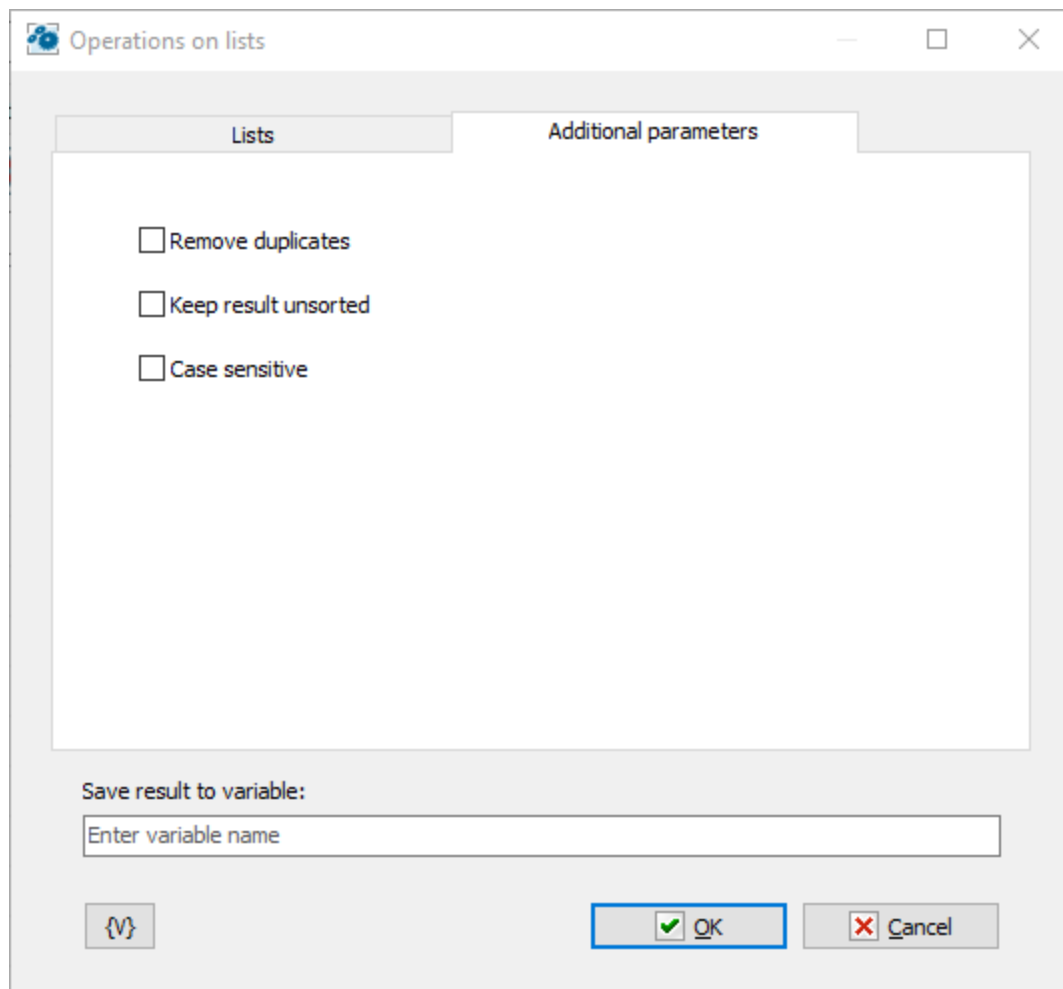 Operations on lists
Lists
Additional parameters
Remove duplicates
Keep result unsorted
Case sensitive
Save result to variable:
Enter variable name
{V}
OK
Cancel